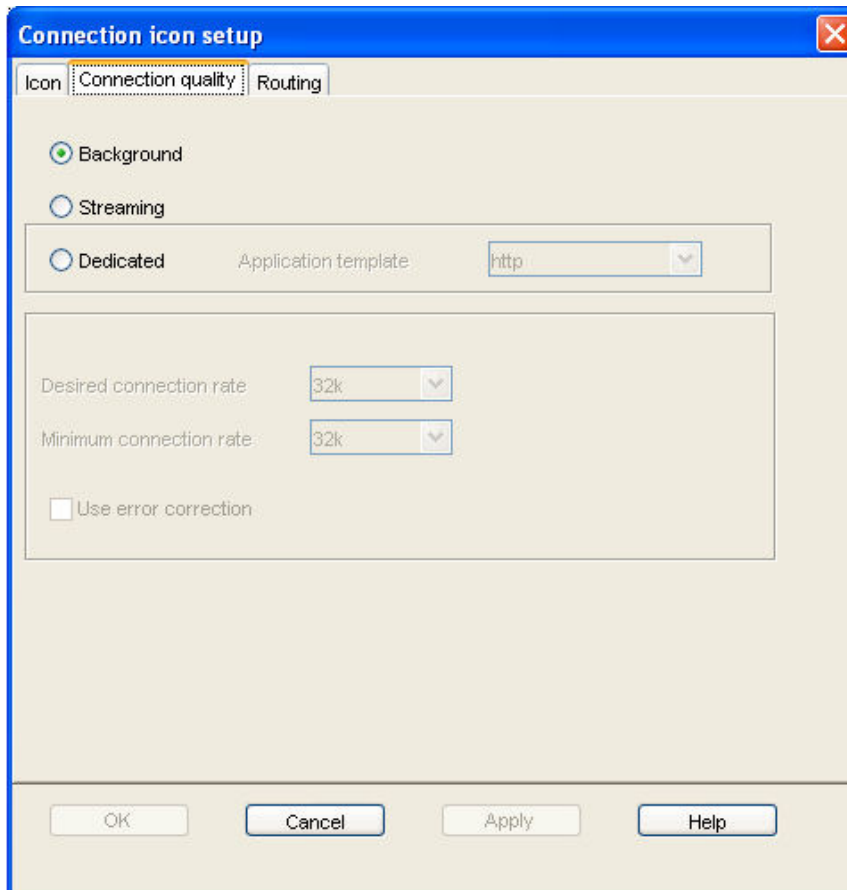 Connection icon setup
Icon Connection quality Routing
Background
Streaming
Dedicated Application template http
Desired connection rate 32k
Minimum connection rate 32k
Use error correction
OK Cancel Apply Help